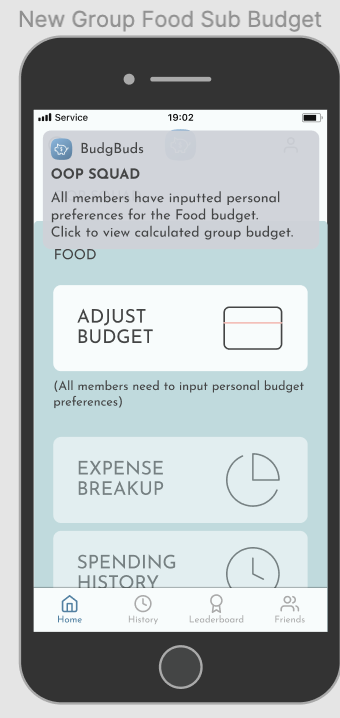 New Group Food Sub Budget
Service
19:02
BudgBuds
OOP SQUAD
All members have inputted personal
preferences for the Food budget.
Click to view calculated group budget.
FOOD
ADJUST
BUDGET
(All members need to input personal budget
preferences)
EXPENSE
BREAKUP
SPENDING
HISTORY
Home
History
Leaderboard
Friends